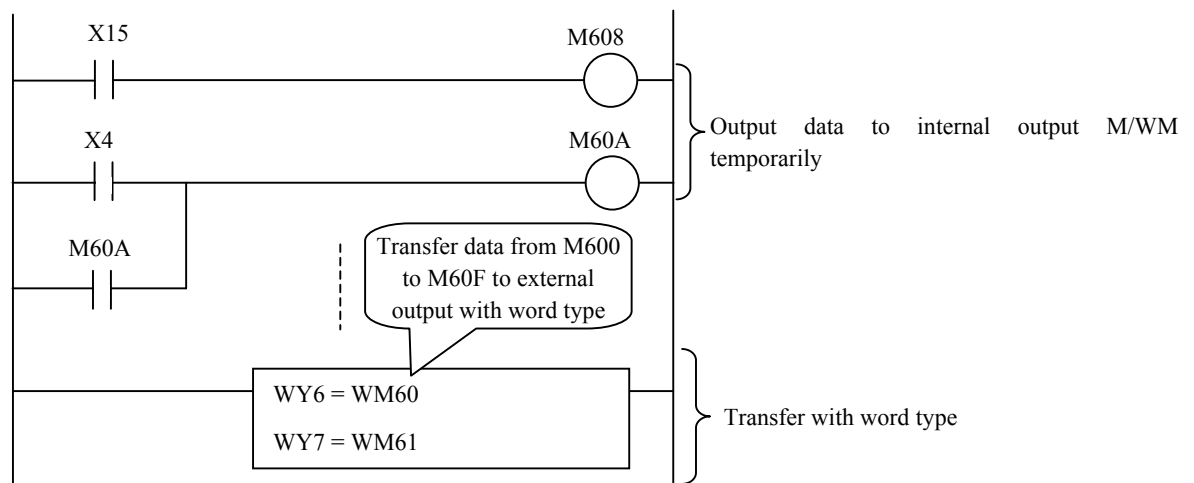 X15
M608
X4
M60A
Output data to internal output M/WM
temporarily
M60A
Transfer data from M600
to M60F to external
output with word type
WY6 = WM60
WY7 = WM61
Transfer with word type